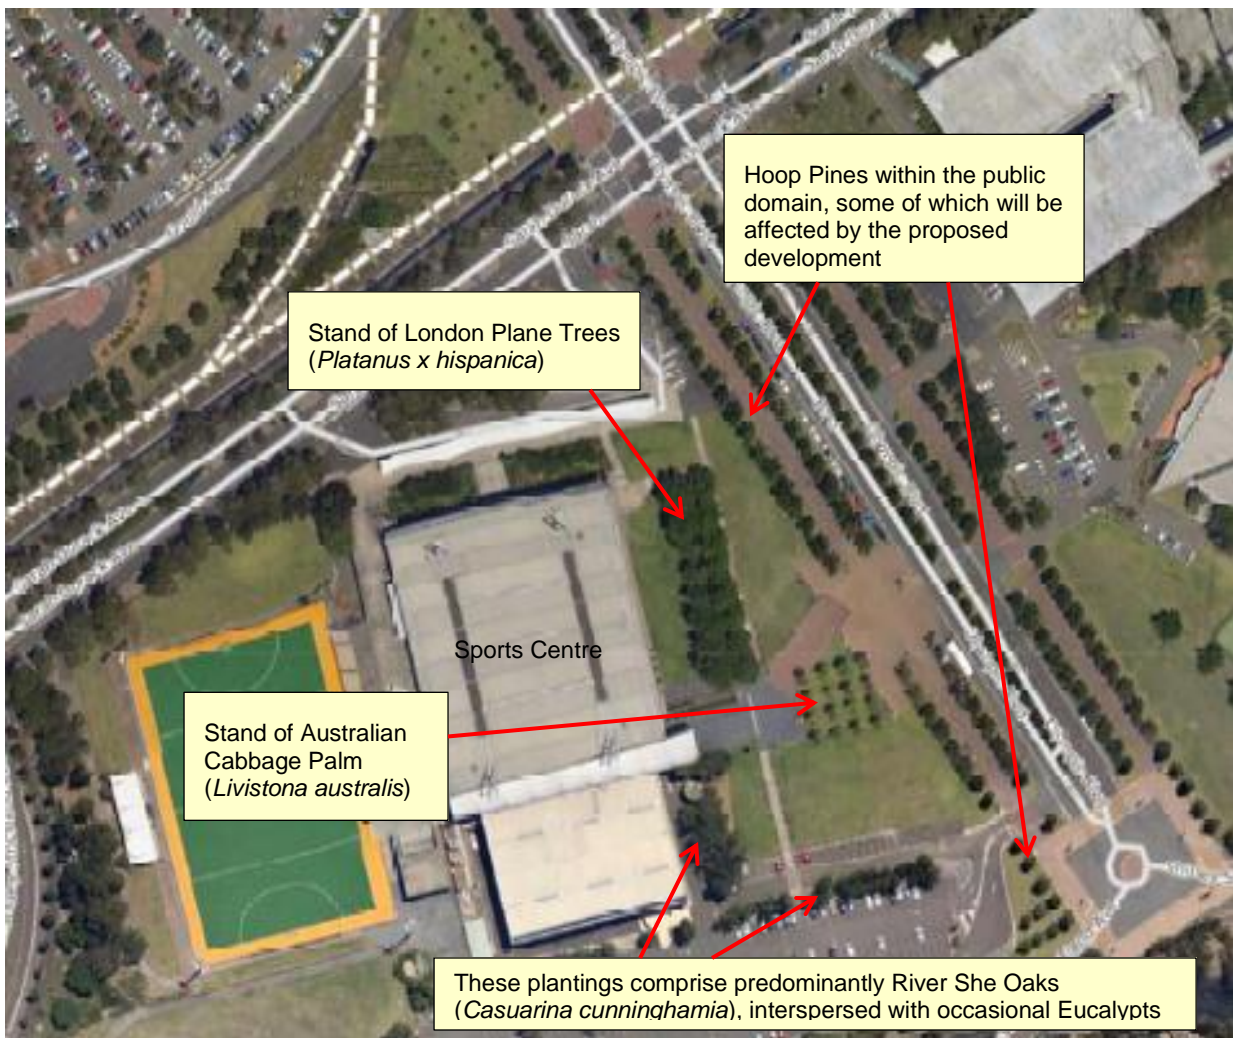 Hoop Pines within the public
domain, some of which will be
affected by the proposed
development
Stand of London Plane Trees
(Platanus x hispanica)
Sports Centre
Stand of Australian
Cabbage Palm
(Livistona australis)
These plantings comprise predominantly River She Oaks
(Casuarina cunninghamia), interspersed with occasional Eucalypts